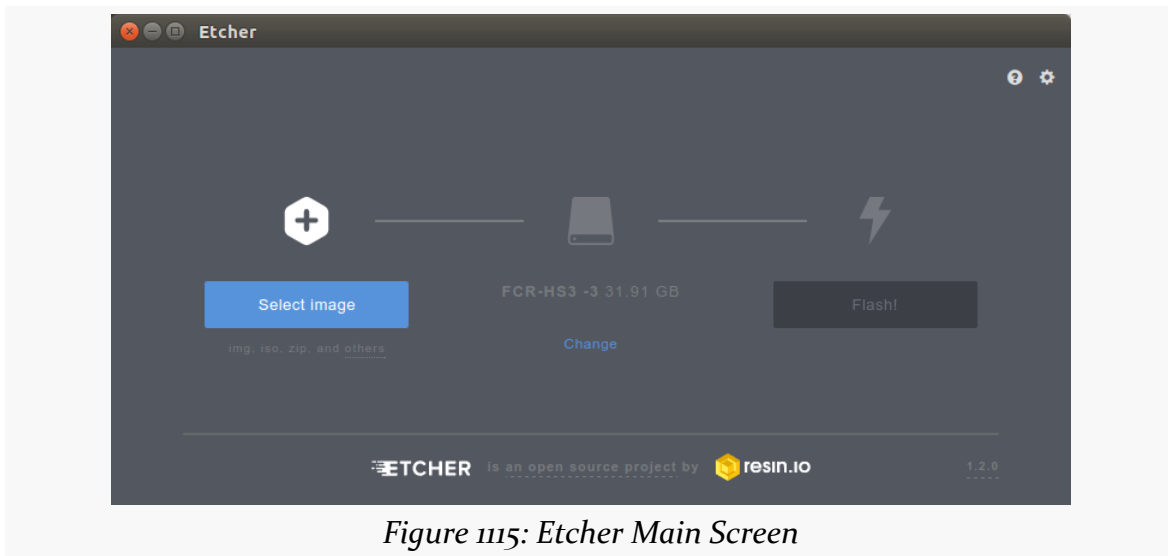 Etcher
Select image
FCR-HS3 -3 31.91 GB
Flash!
img, iso, zip, and others
Change
ETCHER is an open source project by resin.io
1.2.0
Figure 1115: Etcher Main Screen